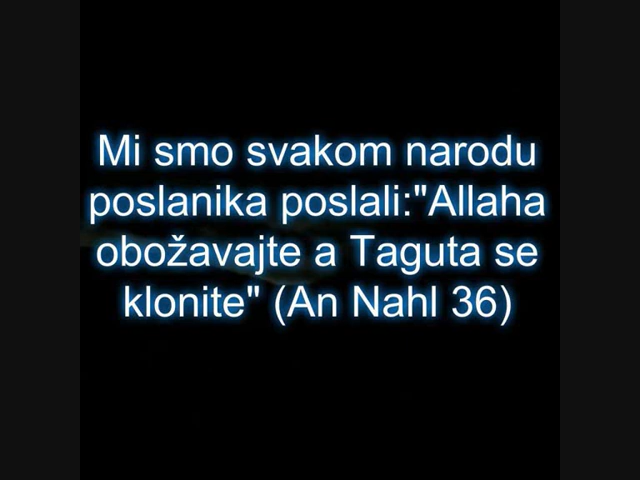 Mi smo svakom narodu
poslanika poslali:"Allaha
obožavajte a Taguta se
klonite" (An Nahl 36)